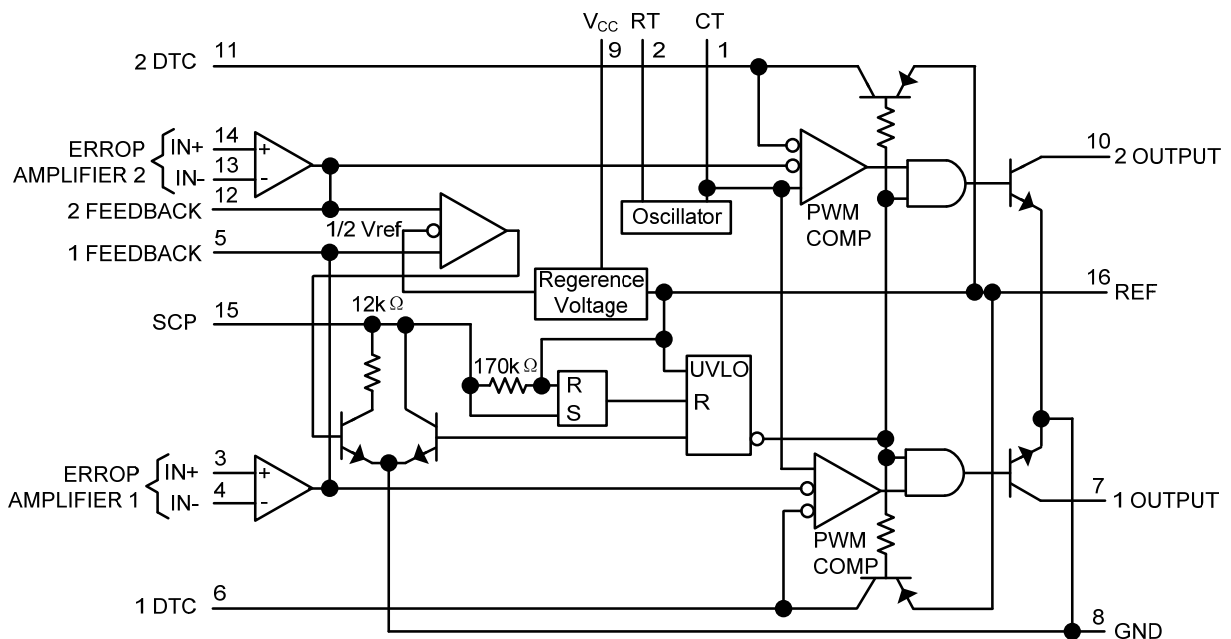 V_CC RT CT
9 2 1
2 DTC 11
ERROP AMPLIFIER 2
IN+ 14
IN- 13
+
-
12
2 FEEDBACK
5
1 FEEDBACK
1/2 Vref
Oscillator
PWM
COMP
10
2 OUTPUT
Regerence
Voltage
16
REF
SCP 15
12kΩ
170kΩ
R
S
UVLO
R
ERROP AMPLIFIER 1
IN+ 3
IN- 4
+
-
PWM
COMP
7
1 OUTPUT
1 DTC 6
8
GND